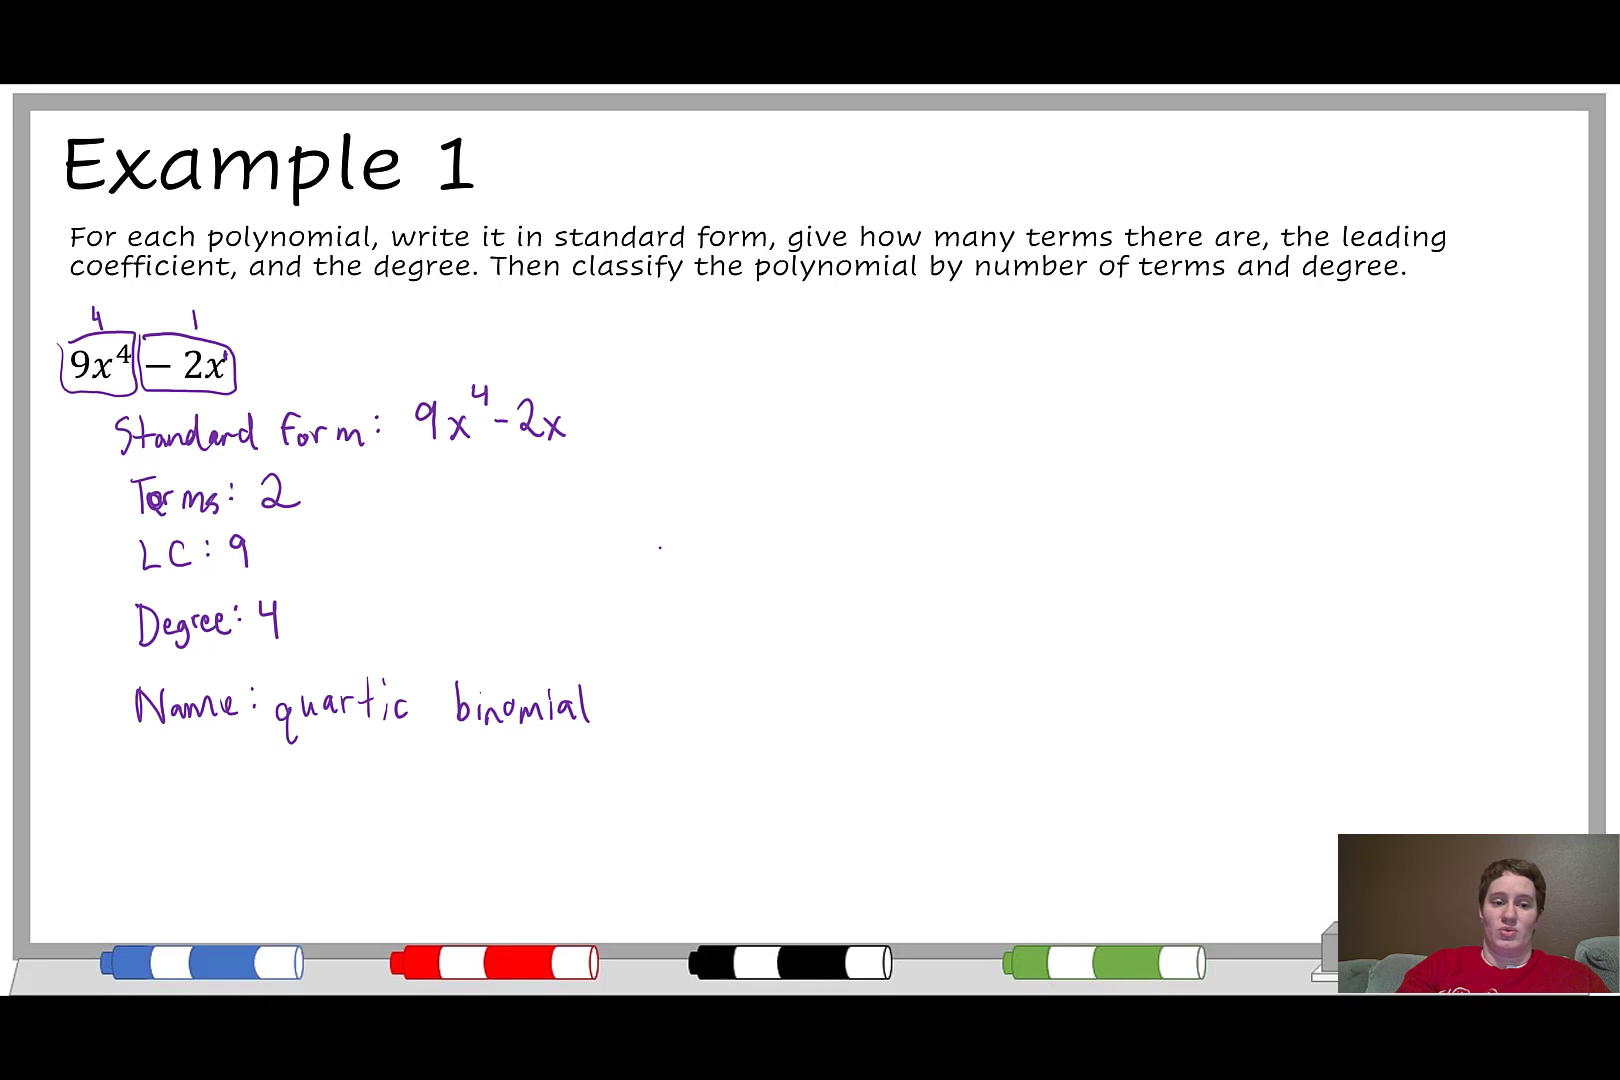 Example 1
For each polynomial, write it in standard form, give how many terms there are, the leading
coefficient, and the degree. Then classify the polynomial by number of terms and degree.
4 1
9x⁴ − 2x¹
Standard form: 9x⁴ - 2x
Terms: 2
LC: 9
Degree: 4
Name: quartic binomial